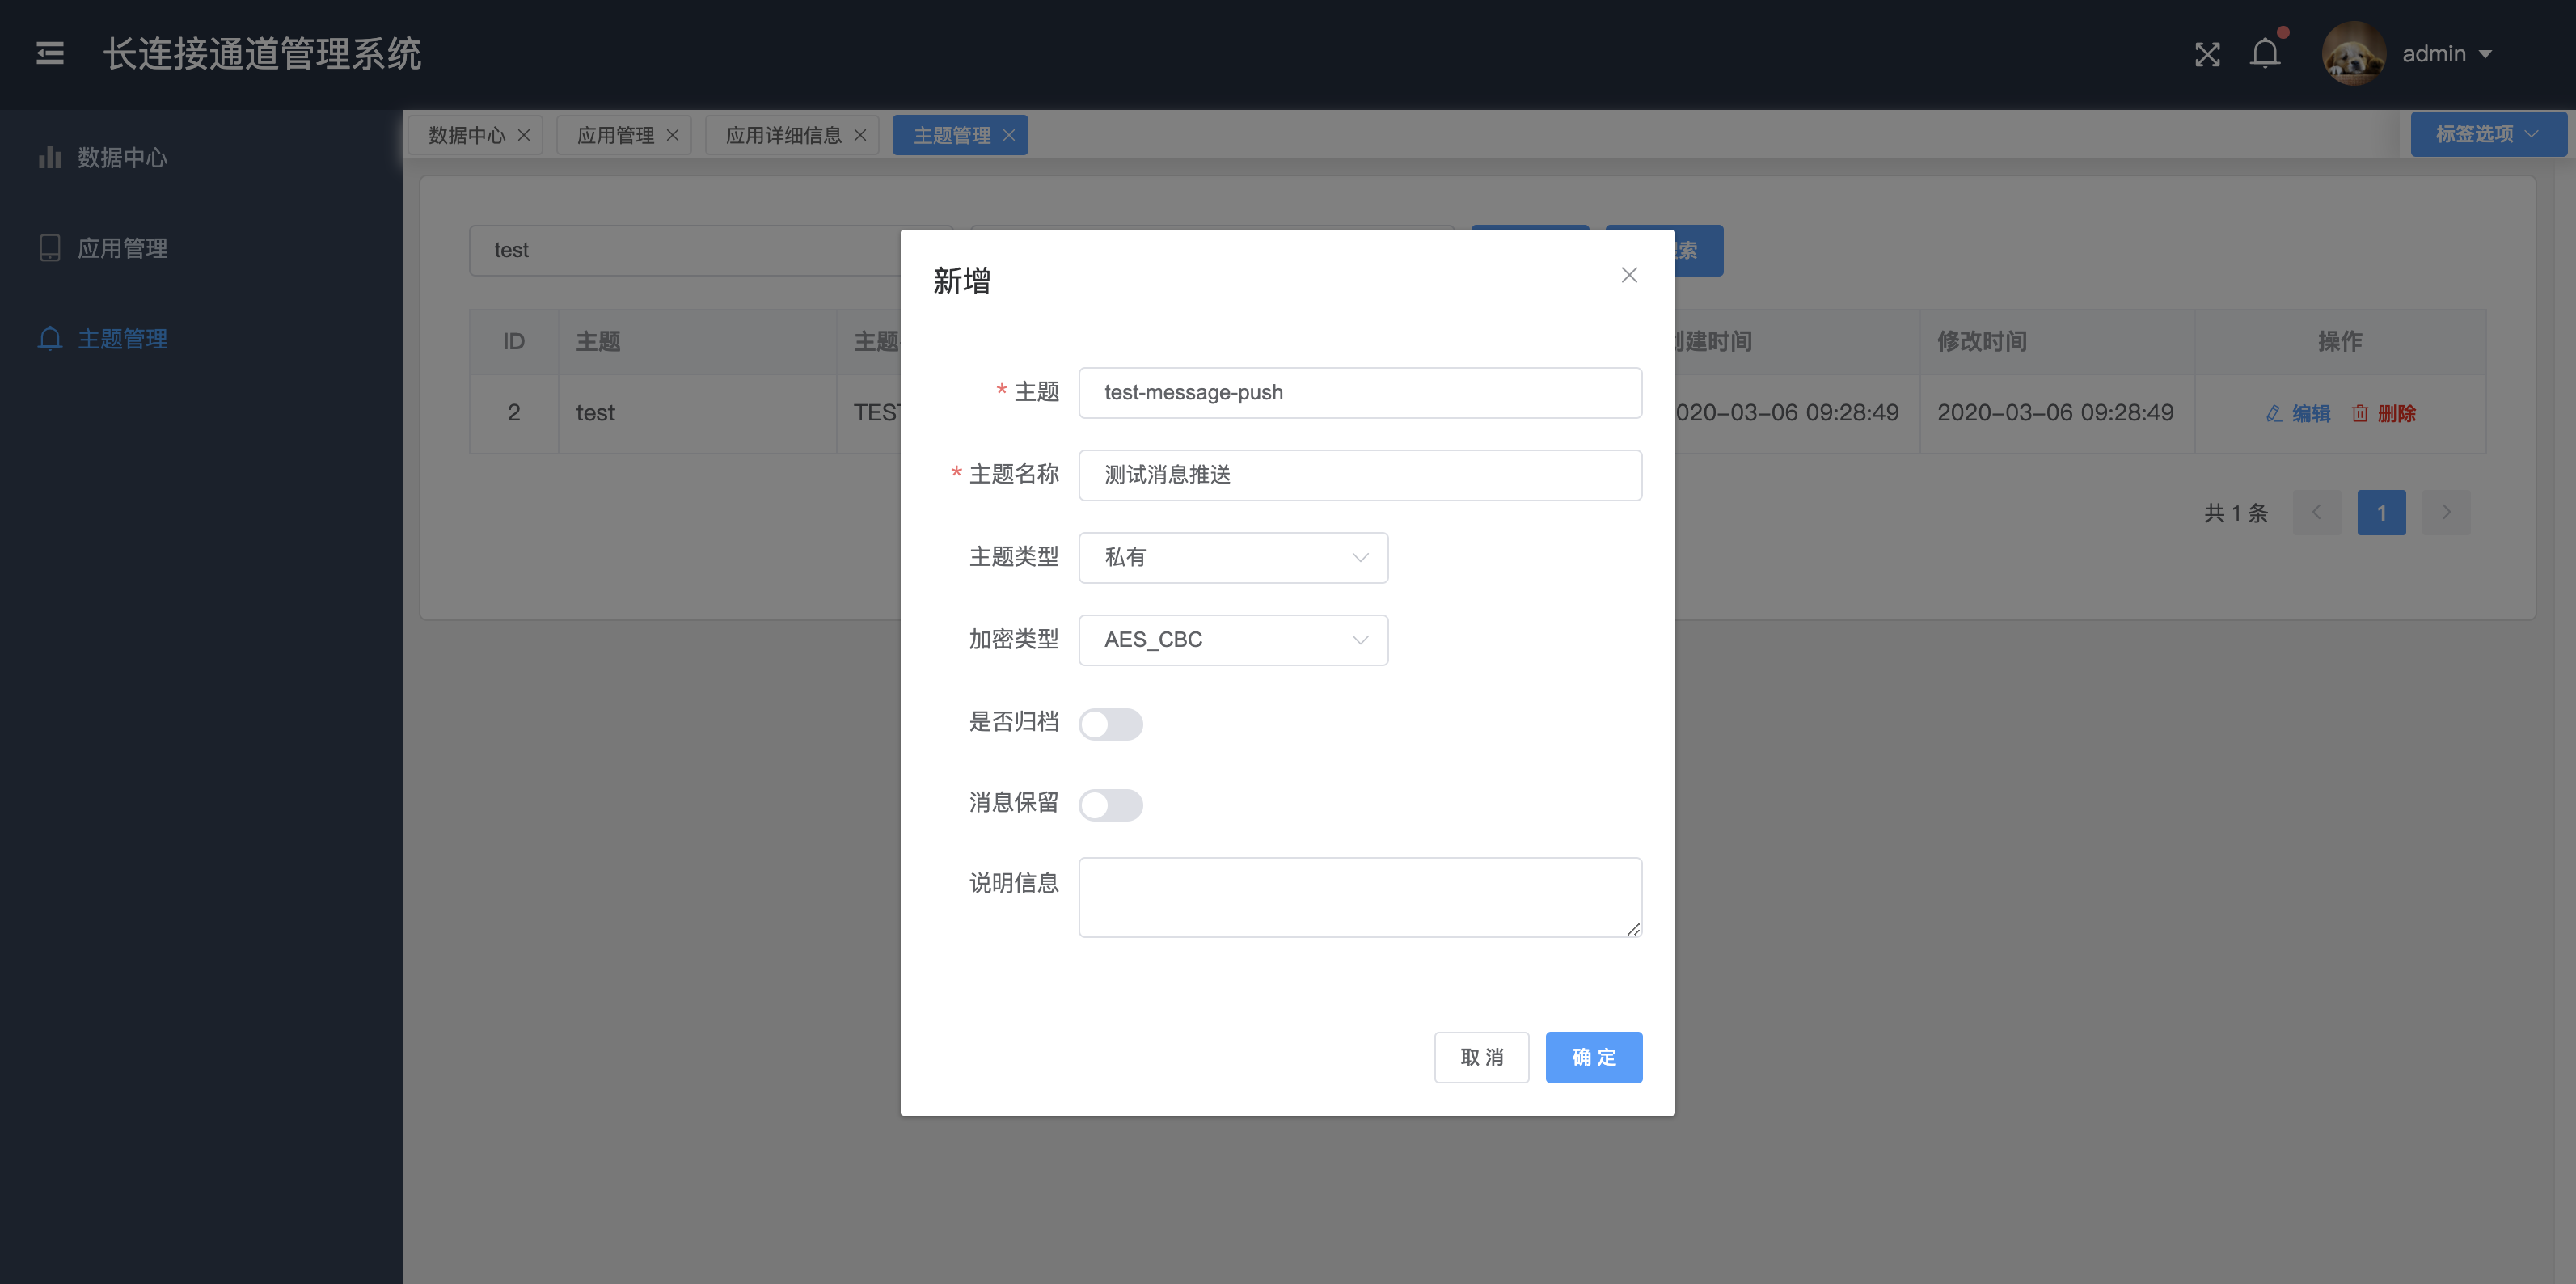 长连接通道管理系统
admin
数据中心
应用管理
主题管理
数据中心
应用管理
应用详细信息
主题管理
标签选项
test
索
ID
主题
主题
建时间
修改时间
操作
2
test
TEST
020-03-06 09:28:49
2020-03-06 09:28:49
编辑
删除
共 1 条
1
新增
* 主题
test-message-push
* 主题名称
测试消息推送
主题类型
私有
加密类型
AES_CBC
是否归档
消息保留
说明信息
取 消
确 定